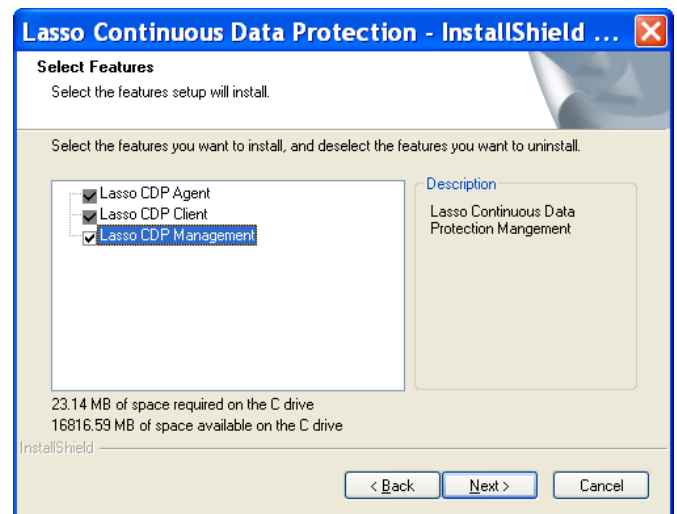 Lasso Continuous Data Protection - InstallShield ...
Select Features
Select the features setup will install.
Select the features you want to install, and deselect the features you want to uninstall.
Lasso CDP Agent
Lasso CDP Client
Lasso CDP Management
Description
Lasso Continuous Data
Protection Mangement
23.14 MB of space required on the C drive
16816.59 MB of space available on the C drive
InstallShield
< Back
Next >
Cancel